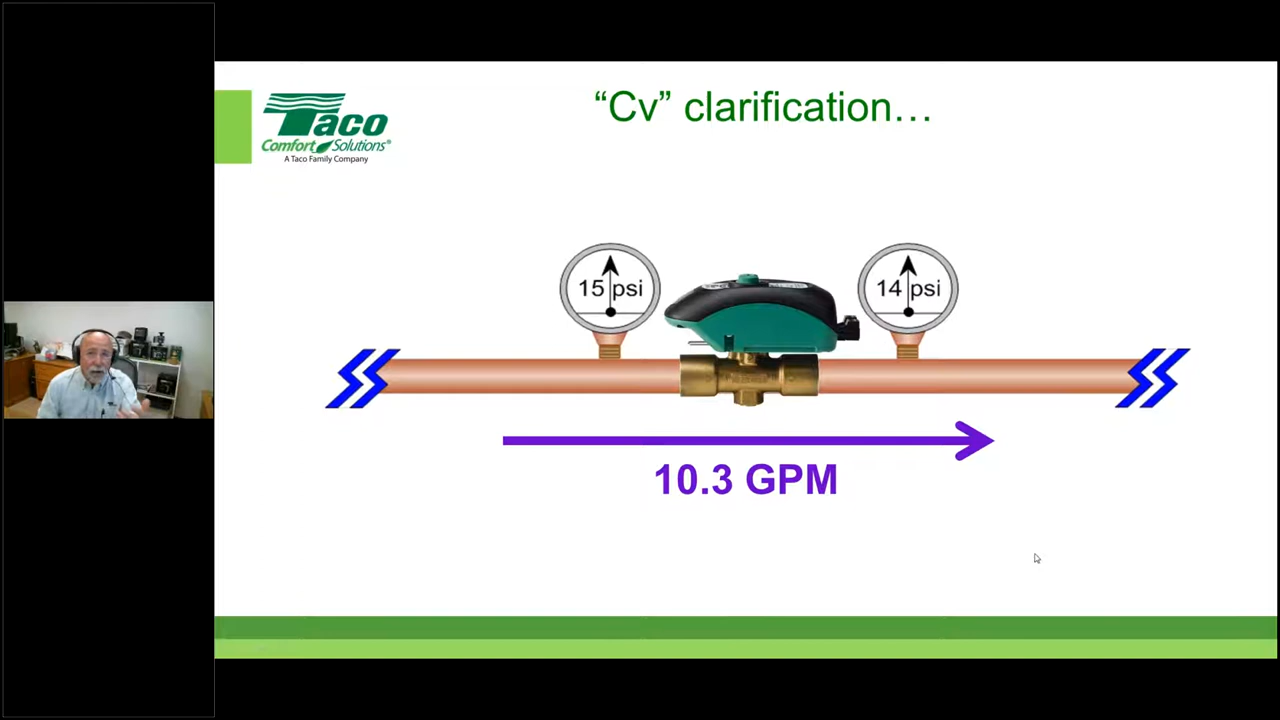 “Cv” clarification…
Taco
Comfort Solutions®
A Taco Family Company
15 psi
14 psi
10.3 GPM